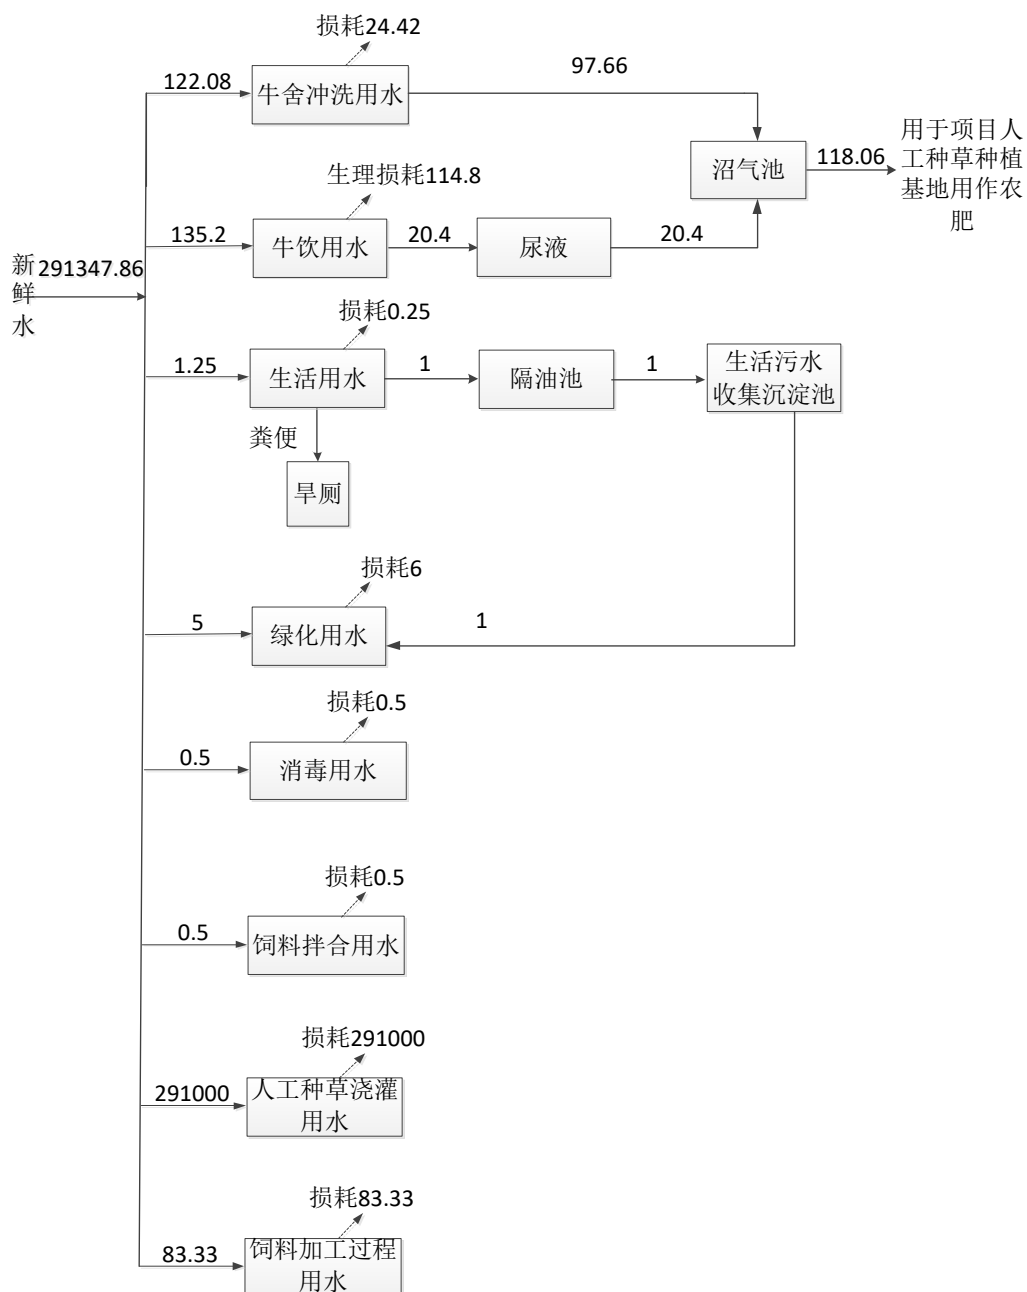 损耗24.42
97.66
122.08
牛舍冲洗用水
沼气池
118.06
用于项目人
工种草种植
基地用作农
肥
生理损耗114.8
135.2
牛饮用水
20.4
尿液
20.4
新
鲜
水
291347.86
损耗0.25
1.25
生活用水
1
隔油池
1
生活污水
收集沉淀池
粪便
旱厕
损耗6
5
绿化用水
1
损耗0.5
0.5
消毒用水
损耗0.5
0.5
饲料拌合用水
损耗291000
291000
人工种草浇灌
用水
损耗83.33
83.33
饲料加工过程
用水